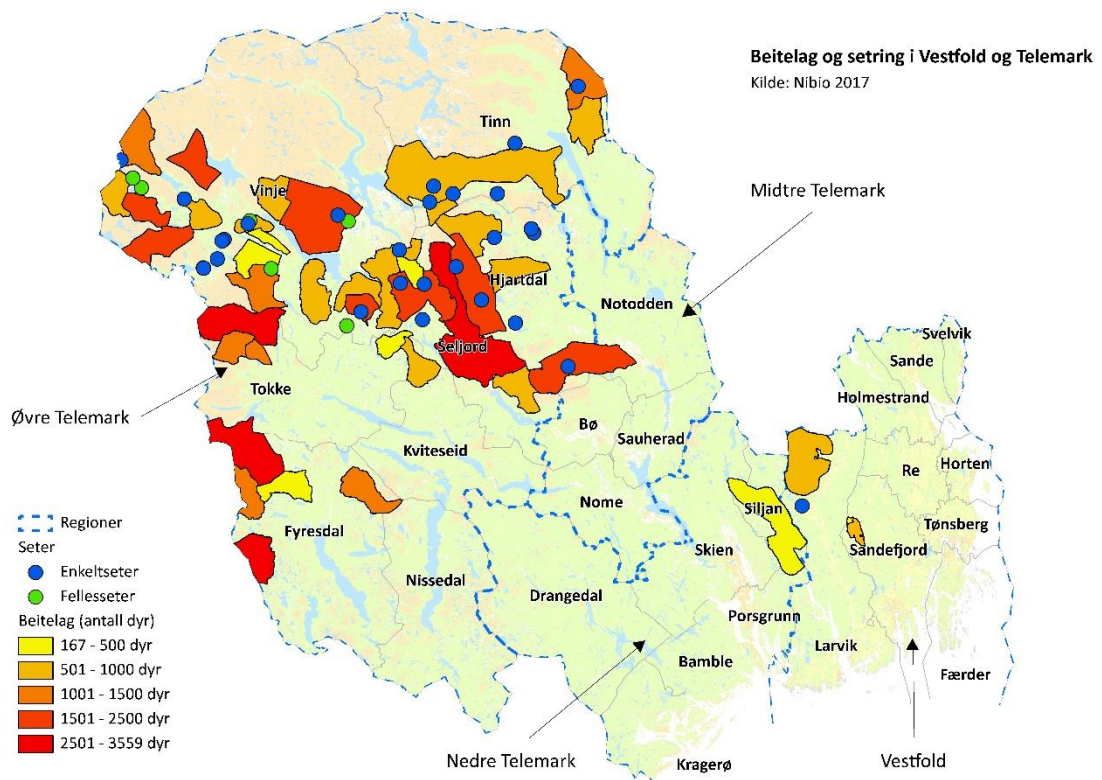 Beitelag og setring i Vestfold og Telemark
Kilde: Nibio 2017
Tinn
Vinje
Midtre Telemark
Hjartdal
Notodden
Svelvik
Seljord
Sande
Tokke
Holmestrand
Øvre Telemark
Bø
Sauherad
Kviteseid
Re
Horten
Nome
Siljan
Tønsberg
Regioner
Fyresdal
Skien
Sandefjord
Seter
Enkeltseter
Nissedal
Drangedal
Fellesseter
Porsgrunn
Beitelag (antall dyr)
Larvik
167 - 500 dyr
Bamble
501 - 1000 dyr
Færder
1001 - 1500 dyr
1501 - 2500 dyr
2501 - 3559 dyr
Nedre Telemark
Kragerø
Vestfold